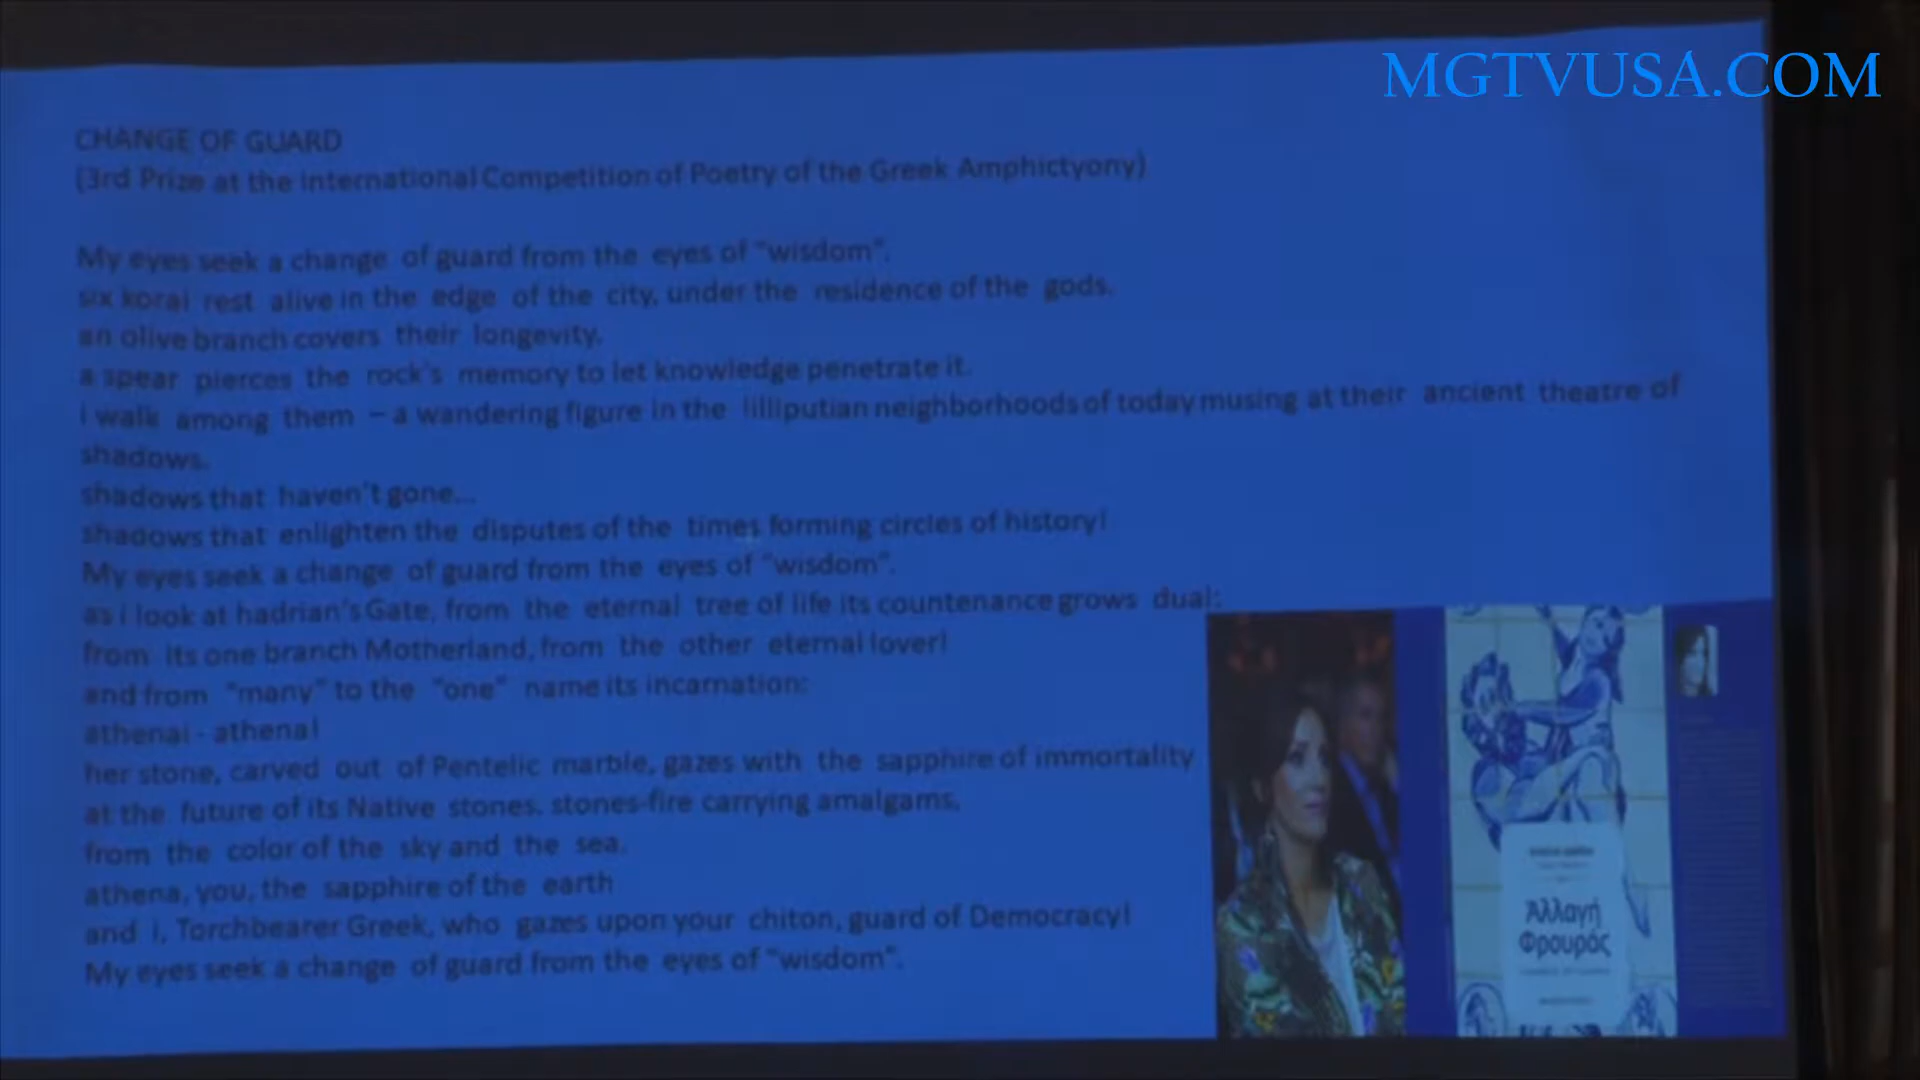 MGTVUSA.COM
CHANGE OF GUARD
(3rd Prize at the International Competition of Poetry of the Greek Amphictyony)
My eyes seek a change of guard from the eyes of "wisdom".
six korai rest alive in the edge of the city, under the residence of the gods.
an olive branch covers their longevity.
a spear pierces the rock's memory to let knowledge penetrate it.
i walk among them – a wandering figure in the lilliputian neighborhoods of today musing at their ancient theatre of
shadows.
shadows that haven't gone...
shadows that enlighten the disputes of the times forming circles of history!
My eyes seek a change of guard from the eyes of "wisdom".
as i look at hadrian's Gate, from the eternal tree of life its countenance grows dual:
from its one branch Motherland, from the other eternal lover!
and from "many" to the "one" name its incarnation:
athenai - athena!
her stone, carved out of Pentelic marble, gazes with the sapphire of immortality
at the future of its Native stones. stones-fire carrying amalgams,
from the color of the sky and the sea.
athena, you, the sapphire of the earth
and i, Torchbearer Greek, who gazes upon your chiton, guard of Democracy!
My eyes seek a change of guard from the eyes of "wisdom".
Ἀλλαγή
Φρουρᾶς